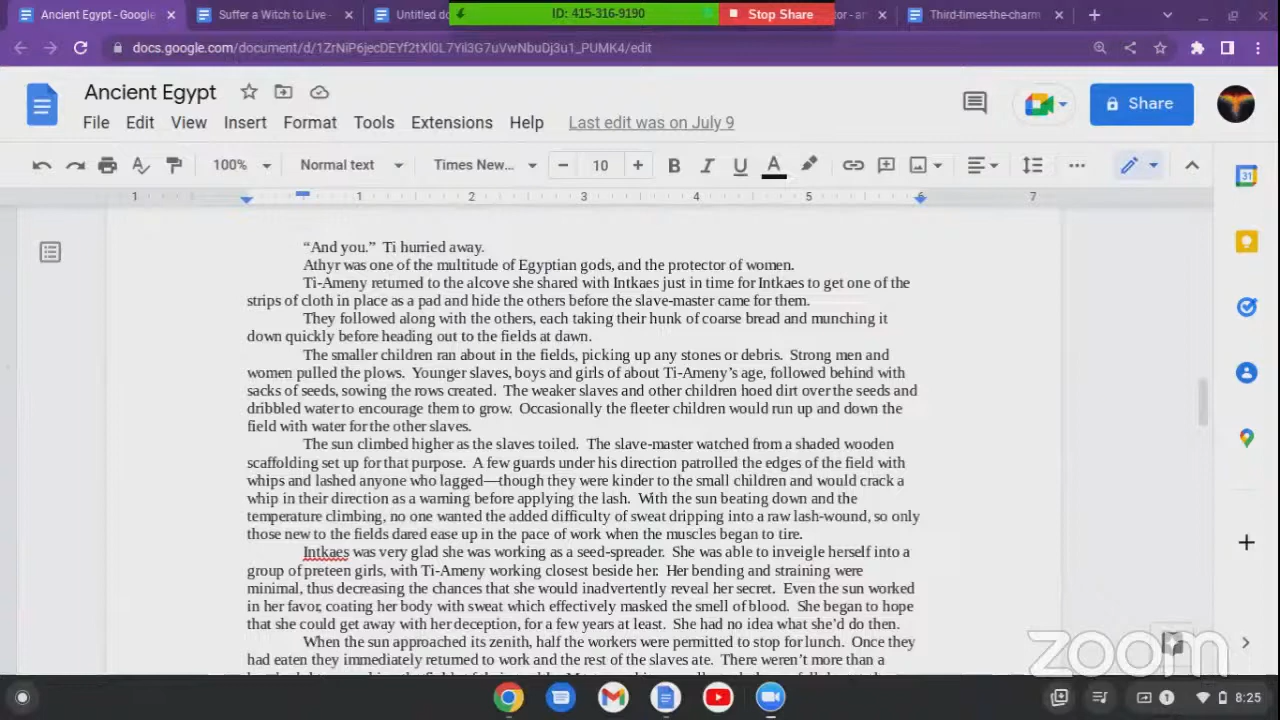 Ancient Egypt - Google
Suffer a Witch to Live -
Untitled do
ID: 415-316-9190
Stop Share
tor - an
Third-times-the-charm
docs.google.com/document/d/1ZrNiP6jecDEYf2tXl0L7Yil3G7uVwNbuDj3u1_PUMK4/edit
Ancient Egypt
Share
File Edit View Insert Format Tools Extensions Help Last edit was on July 9
100% Normal text Times New... 10 B I U A
1 1 2 3 4 5 6 7
31
“And you.” Ti hurried away.
Athyr was one of the multitude of Egyptian gods, and the protector of women.
Ti-Ameny returned to the alcove she shared with Intkaes just in time for Intkaes to get one of the
strips of cloth in place as a pad and hide the others before the slave-master came for them.
They followed along with the others, each taking their hunk of coarse bread and munching it
down quickly before heading out to the fields at dawn.
The smaller children ran about in the fields, picking up any stones or debris. Strong men and
women pulled the plows. Younger slaves, boys and girls of about Ti-Ameny’s age, followed behind with
sacks of seeds, sowing the rows created. The weaker slaves and other children hoed dirt over the seeds and
dribbled water to encourage them to grow. Occasionally the fleeter children would run up and down the
field with water for the other slaves.
The sun climbed higher as the slaves toiled. The slave-master watched from a shaded wooden
scaffolding set up for that purpose. A few guards under his direction patrolled the edges of the field with
whips and lashed anyone who lagged—though they were kinder to the small children and would crack a
whip in their direction as a warning before applying the lash. With the sun beating down and the
temperature climbing, no one wanted the added difficulty of sweat dripping into a raw lash-wound, so only
those new to the fields dared ease up in the pace of work when the muscles began to tire.
Intkaes was very glad she was working as a seed-spreader. She was able to inveigle herself into a
group of preteen girls, with Ti-Ameny working closest beside her. Her bending and straining were
minimal, thus decreasing the chances that she would inadvertently reveal her secret. Even the sun worked
in her favor, coating her body with sweat which effectively masked the smell of blood. She began to hope
that she could get away with her deception, for a few years at least. She had no idea what she’d do then.
When the sun approached its zenith, half the workers were permitted to stop for lunch. Once they
had eaten they immediately returned to work and the rest of the slaves ate. There weren’t more than a
zoom
1
8:25